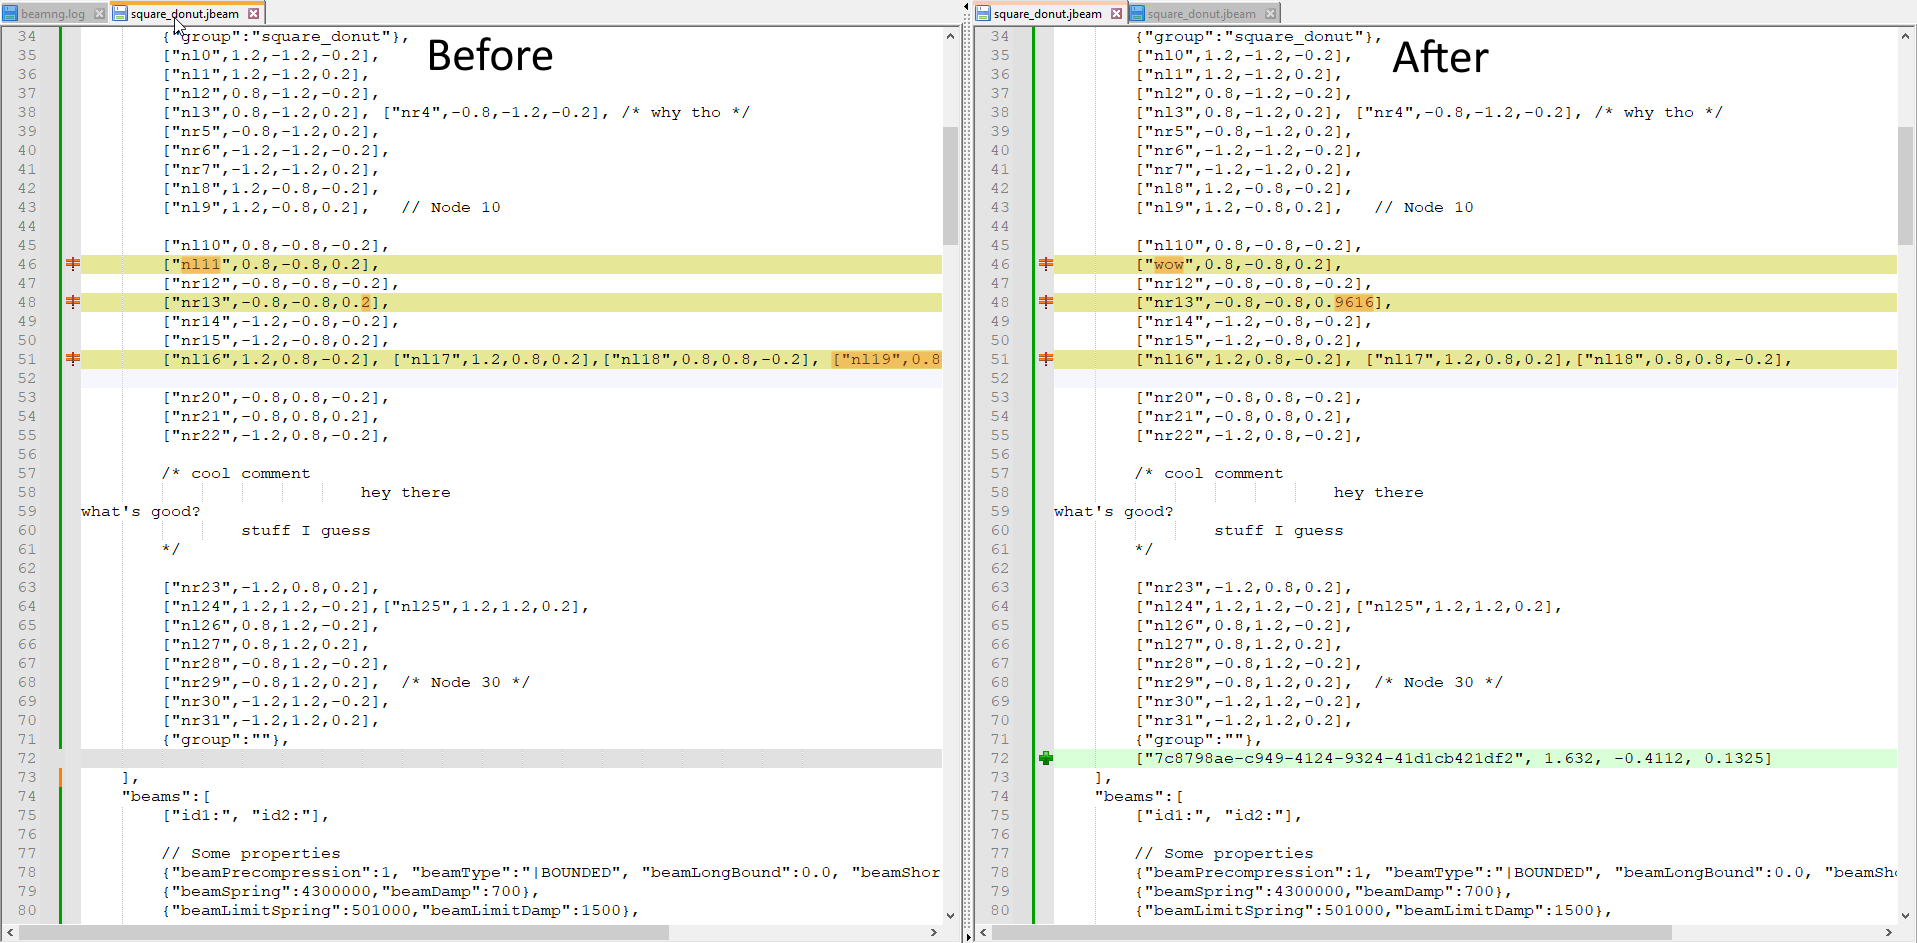 beamng.log square_donut.jbeam
Before
34 {"group":"square_donut"},
35 ["nl0",1.2,-1.2,-0.2],
36 ["nl1",1.2,-1.2,0.2],
37 ["nl2",0.8,-1.2,-0.2],
38 ["nl3",0.8,-1.2,0.2], ["nr4",-0.8,-1.2,-0.2], /* why tho */
39 ["nr5",-0.8,-1.2,0.2],
40 ["nr6",-1.2,-1.2,-0.2],
41 ["nr7",-1.2,-1.2,0.2],
42 ["nl8",1.2,-0.8,-0.2],
43 ["nl9",1.2,-0.8,0.2], // Node 10
44
45 ["nl10",0.8,-0.8,-0.2],
46 ["nl11",0.8,-0.8,0.2],
47 ["nr12",-0.8,-0.8,-0.2],
48 ["nr13",-0.8,-0.8,0.2],
49 ["nr14",-1.2,-0.8,-0.2],
50 ["nr15",-1.2,-0.8,0.2],
51 ["nl16",1.2,0.8,-0.2], ["nl17",1.2,0.8,0.2],["nl18",0.8,0.8,-0.2], ["nl19",0.8
52
53 ["nr20",-0.8,0.8,-0.2],
54 ["nr21",-0.8,0.8,0.2],
55 ["nr22",-1.2,0.8,-0.2],
56
57 /* cool comment
58 hey there
59 what's good?
60 stuff I guess
61 */
62
63 ["nr23",-1.2,0.8,0.2],
64 ["nl24",1.2,1.2,-0.2],["nl25",1.2,1.2,0.2],
65 ["nl26",0.8,1.2,-0.2],
66 ["nl27",0.8,1.2,0.2],
67 ["nr28",-0.8,1.2,-0.2],
68 ["nr29",-0.8,1.2,0.2], /* Node 30 */
69 ["nr30",-1.2,1.2,-0.2],
70 ["nr31",-1.2,1.2,0.2],
71 {"group":""},
72
73 ],
74 "beams":[
75 ["id1:", "id2:"],
76
77 // Some properties
78 {"beamPrecompression":1, "beamType":"|BOUNDED", "beamLongBound":0.0, "beamShor
79 {"beamSpring":4300000,"beamDamp":700},
80 {"beamLimitSpring":501000,"beamLimitDamp":1500},
square_donut.jbeam square_donut.jbeam
After
34 {"group":"square_donut"},
35 ["nl0",1.2,-1.2,-0.2],
36 ["nl1",1.2,-1.2,0.2],
37 ["nl2",0.8,-1.2,-0.2],
38 ["nl3",0.8,-1.2,0.2], ["nr4",-0.8,-1.2,-0.2], /* why tho */
39 ["nr5",-0.8,-1.2,0.2],
40 ["nr6",-1.2,-1.2,-0.2],
41 ["nr7",-1.2,-1.2,0.2],
42 ["nl8",1.2,-0.8,-0.2],
43 ["nl9",1.2,-0.8,0.2], // Node 10
44
45 ["nl10",0.8,-0.8,-0.2],
46 ["wow",0.8,-0.8,0.2],
47 ["nr12",-0.8,-0.8,-0.2],
48 ["nr13",-0.8,-0.8,0.9616],
49 ["nr14",-1.2,-0.8,-0.2],
50 ["nr15",-1.2,-0.8,0.2],
51 ["nl16",1.2,0.8,-0.2], ["nl17",1.2,0.8,0.2],["nl18",0.8,0.8,-0.2],
52
53 ["nr20",-0.8,0.8,-0.2],
54 ["nr21",-0.8,0.8,0.2],
55 ["nr22",-1.2,0.8,-0.2],
56
57 /* cool comment
58 hey there
59 what's good?
60 stuff I guess
61 */
62
63 ["nr23",-1.2,0.8,0.2],
64 ["nl24",1.2,1.2,-0.2],["nl25",1.2,1.2,0.2],
65 ["nl26",0.8,1.2,-0.2],
66 ["nl27",0.8,1.2,0.2],
67 ["nr28",-0.8,1.2,-0.2],
68 ["nr29",-0.8,1.2,0.2], /* Node 30 */
69 ["nr30",-1.2,1.2,-0.2],
70 ["nr31",-1.2,1.2,0.2],
71 {"group":""},
72 ["7c8798ae-c949-4124-9324-41d1cb421df2", 1.632, -0.4112, 0.1325]
73 ],
74 "beams":[
75 ["id1:", "id2:"],
76
77 // Some properties
78 {"beamPrecompression":1, "beamType":"|BOUNDED", "beamLongBound":0.0, "beamSho
79 {"beamSpring":4300000,"beamDamp":700},
80 {"beamLimitSpring":501000,"beamLimitDamp":1500},